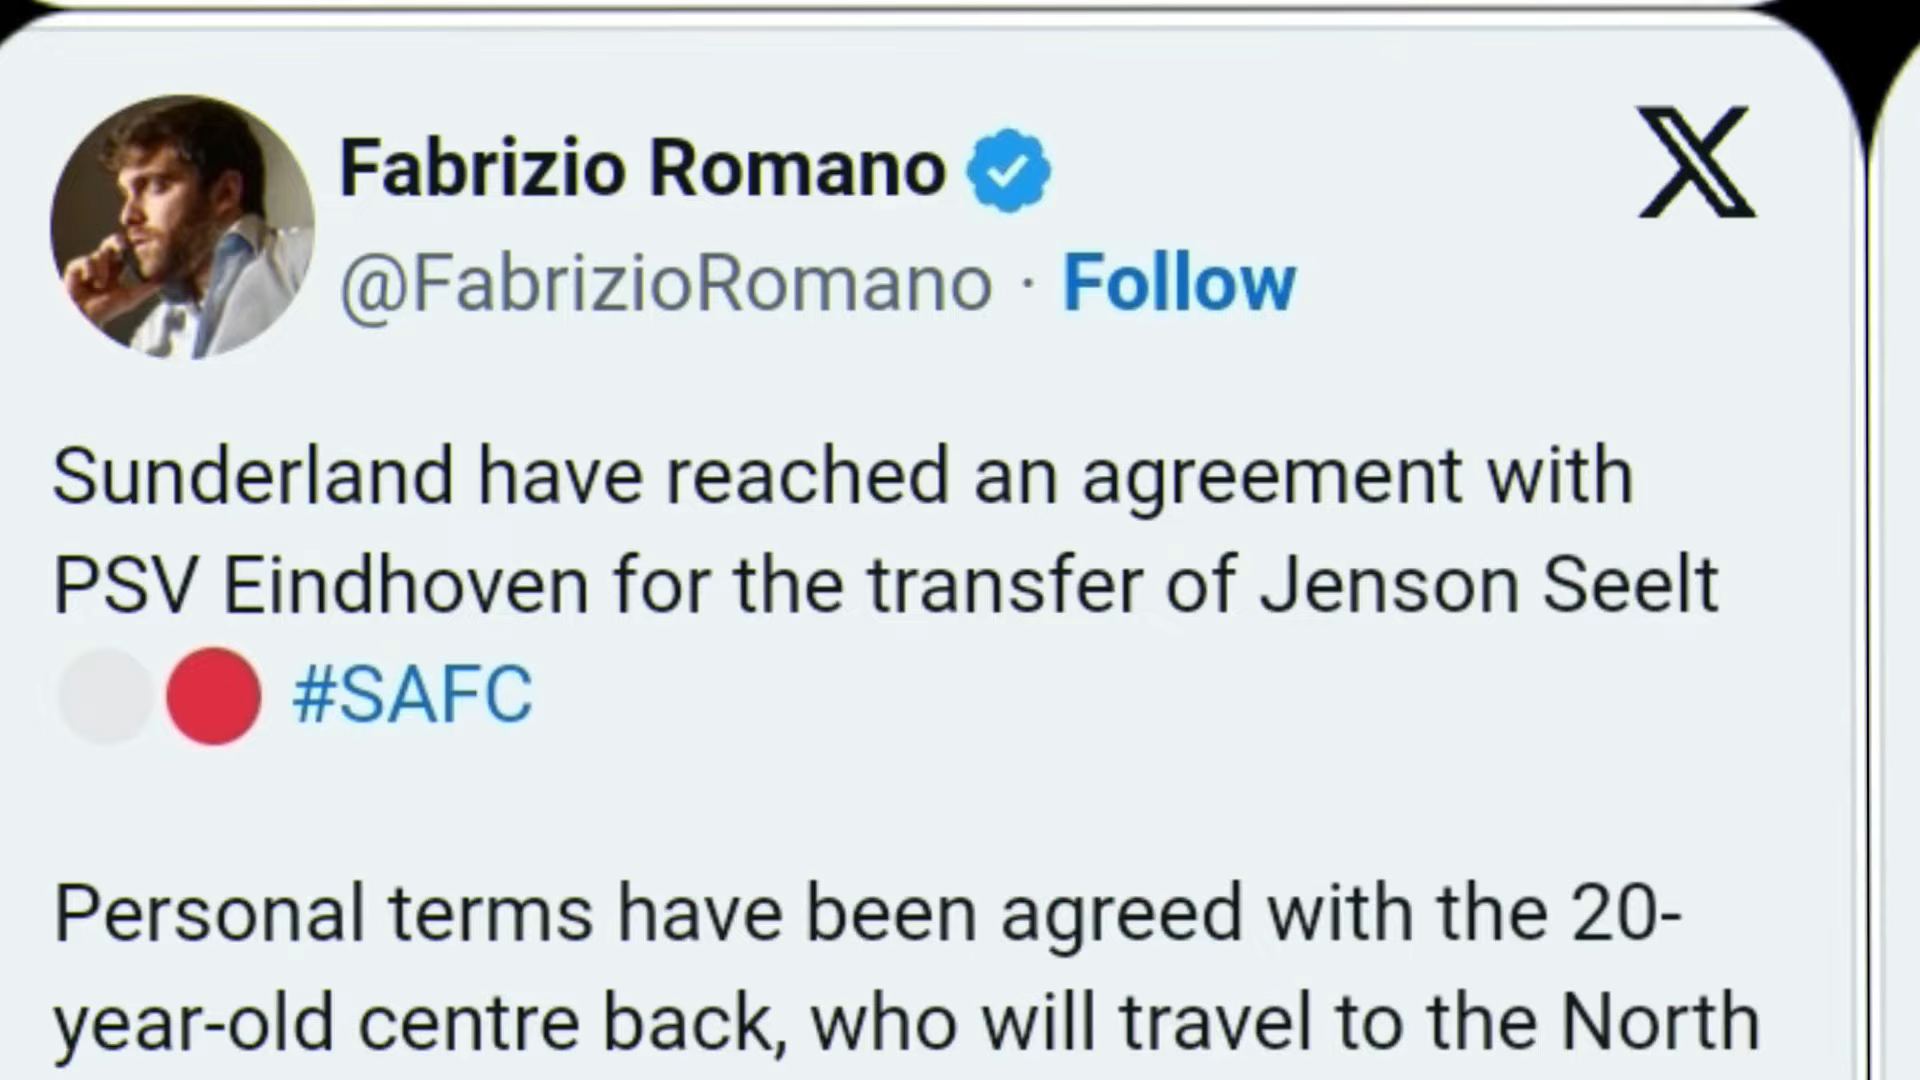 Fabrizio Romano
@FabrizioRomano · Follow
Sunderland have reached an agreement with
PSV Eindhoven for the transfer of Jenson Seelt
⚪🔴 #SAFC
Personal terms have been agreed with the 20-
year-old centre back, who will travel to the North